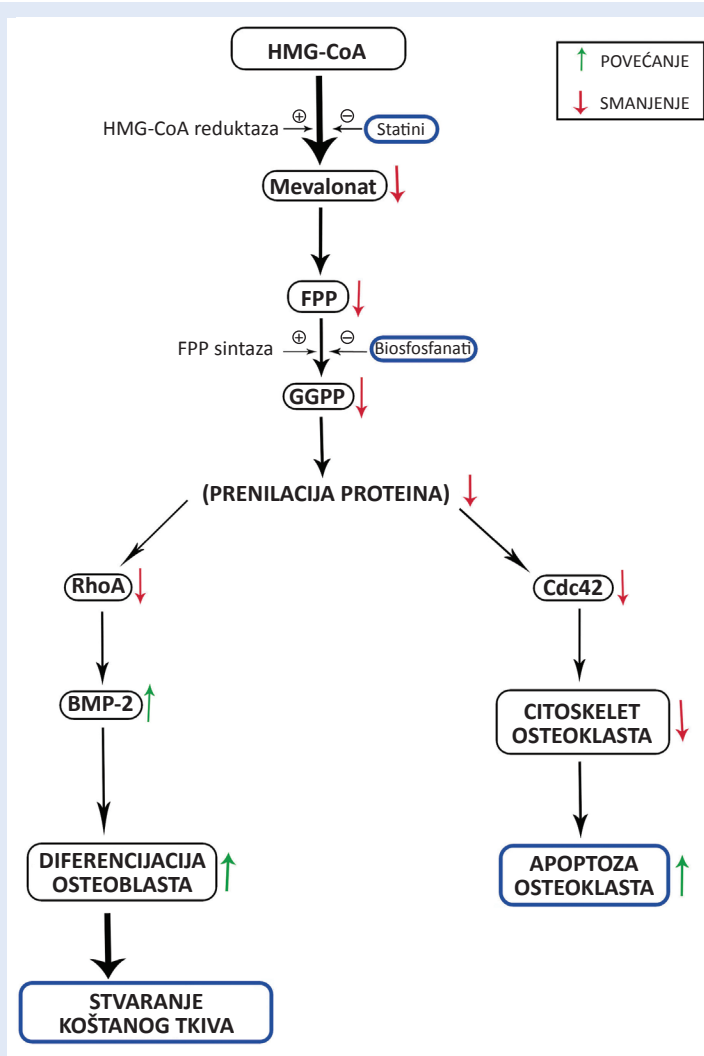 HMG-CoA
POVEĆANJE
SMANJENJE
HMG-CoA reduktaza
⊕
⊖
Statini
Mevalonat
FPP
FPP sintaza
⊕
⊖
Biosfosfanati
GGPP
(PRENILACIJA PROTEINA)
RhoA
Cdc42
BMP-2
CITOSKELET
OSTEOKLASTA
DIFERENCIJACIJA
OSTEOBLASTA
APOPTOZA
OSTEOKLASTA
STVARANJE
KOŠTANOG TKIVA